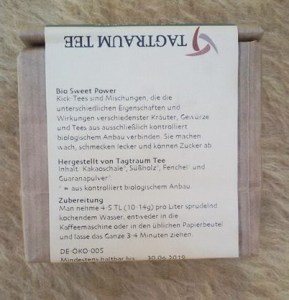 TAGTRAUM TEE
Bio Sweet Power
Kick-Tees sind Mischungen, die die
unterschiedlichen Eigenschaften und
Wirkungen verschiedenster Kräuter, Gewürze
und Tees aus ausschließlich kontrolliert
biologischem Anbau verbinden. Sie machen
wach, schmecken lecker und können Zucker ab
Hergestellt von Tagtraum Tee
Inhalt: Kakaoschale*, Süßholz*, Fenchel* und
Guaranapulver*
* = aus kontrolliert biologischem Anbau
Zubereitung
Man nehme 4-5 TL (10-14g) pro Liter sprudelnd
kochendem Wasser, entweder in die
Kaffeemaschine oder in den üblichen Papierbeutel
und lasse das Ganze 3-4 Minuten ziehen.
DE-ÖKO-005
Mindestens haltbar bis 30.06.2019